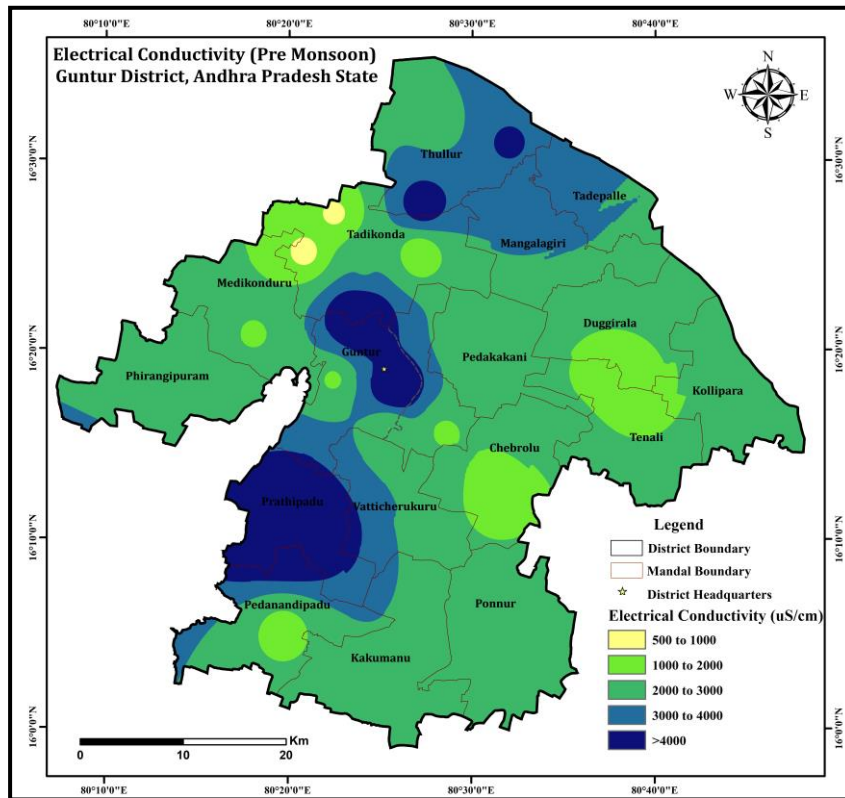 80°10'0"E
80°20'0"E
80°30'0"E
80°40'0"E
Electrical Conductivity (Pre Monsoon)
Guntur District, Andhra Pradesh State
N
W E
S
16°30'0"N
16°30'0"N
Thullur
Tadepalle
Tadikonda
Mangalagiri
Medikonduru
Duggirala
16°20'0"N
16°20'0"N
Guntur
Pedakakani
Phirangipuram
Kollipara
Chebrolu
Tenali
Prathipadu
Vatticherukuru
16°10'0"N
16°10'0"N
Pedanandipadu
Ponnur
Kakumanu
16°0'0"N
16°0'0"N
Legend
District Boundary
Mandal Boundary
District Headquarters
Electrical Conductivity (uS/cm)
500 to 1000
1000 to 2000
2000 to 3000
3000 to 4000
>4000
Km
0 10 20
80°10'0"E
80°20'0"E
80°30'0"E
80°40'0"E